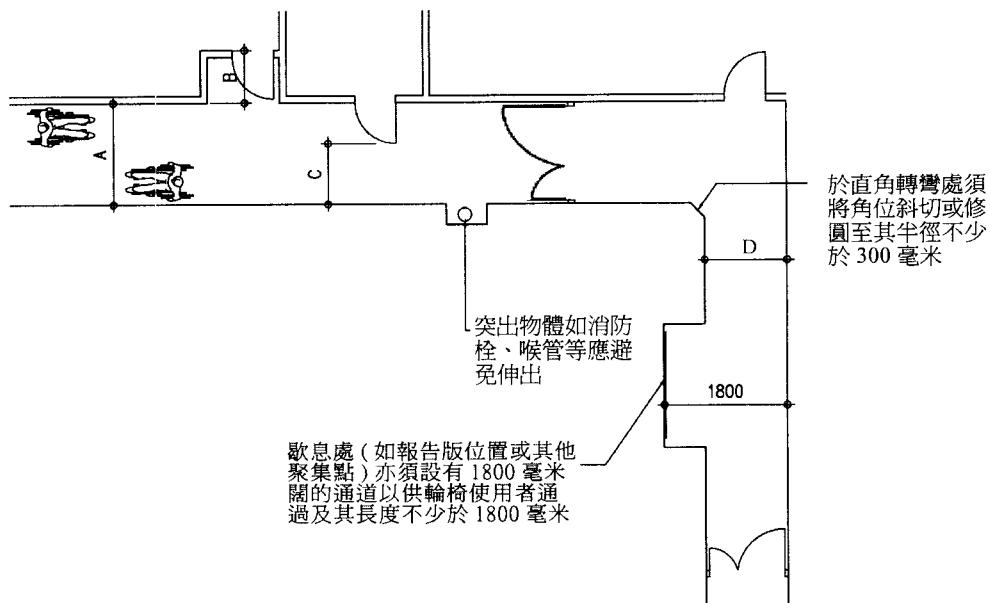 B
A
C
於直角轉彎處須
將角位斜切或修
圓至其半徑不少
於 300 毫米
D
突出物體如消防
栓、喉管等應避
免伸出
1800
歇息處 ( 如報告版位置或其他
聚集點 ) 亦須設有 1800 毫米
闊的通道以供輪椅使用者通
過及其長度不少於 1800 毫米